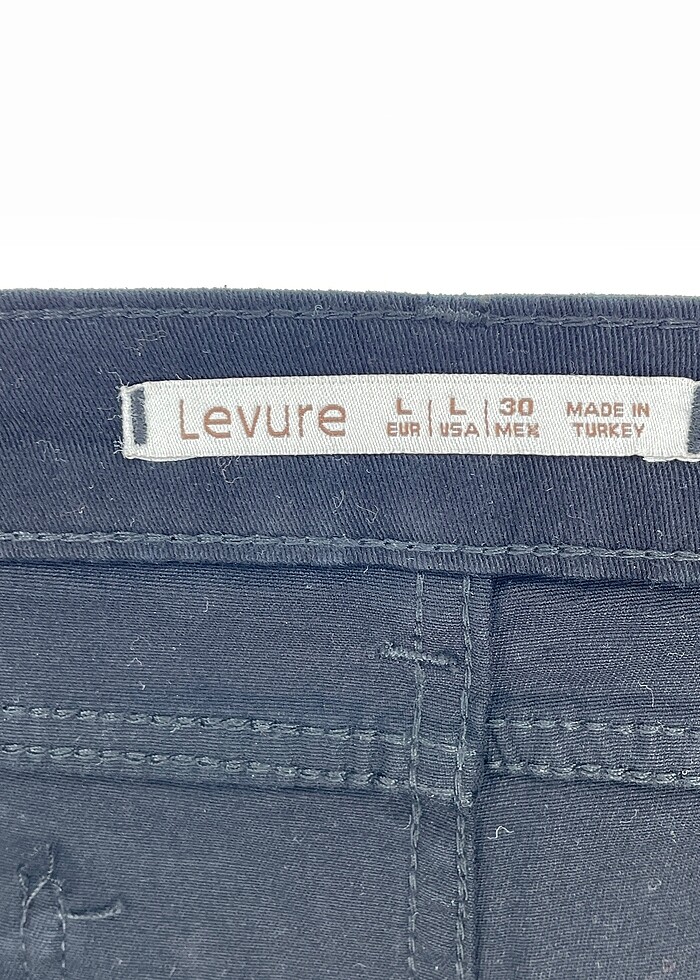 Levure
L | L | 30
EUR | USA | MEX
MADE IN
TURKEY